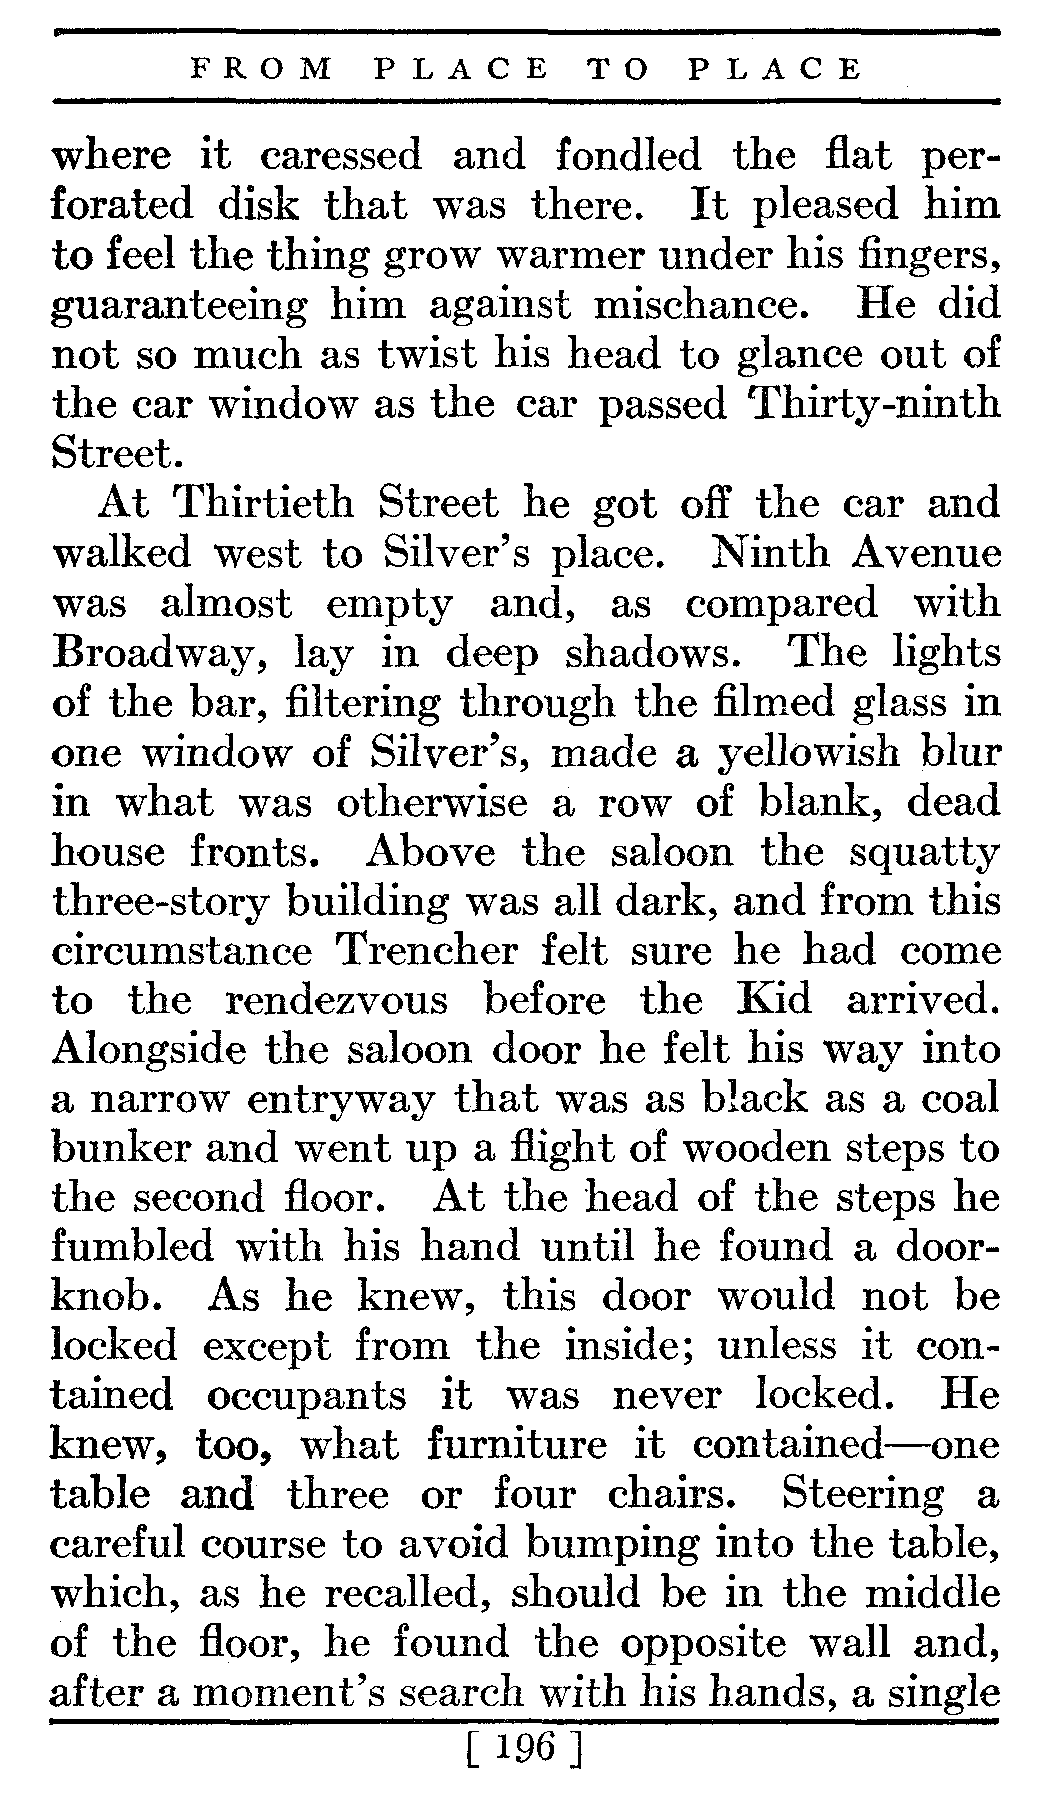 FROM PLACE TO PLACE
where it caressed and fondled the flat per-
forated disk that was there. It pleased him
to feel the thing grow warmer under his fingers,
guaranteeing him against mischance. He did
not so much as twist his head to glance out of
the car window as the car passed Thirty-ninth
Street.
At Thirtieth Street he got off the car and
walked west to Silver's place. Ninth Avenue
was almost empty and, as compared with
Broadway, lay in deep shadows. The lights
of the bar, filtering through the filmed glass in
one window of Silver's, made a yellowish blur
in what was otherwise a row of blank, dead
house fronts. Above the saloon the squatty
three-story building was all dark, and from this
circumstance Trencher felt sure he had come
to the rendezvous before the Kid arrived.
Alongside the saloon door he felt his way into
a narrow entryway that was as black as a coal
bunker and went up a flight of wooden steps to
the second floor. At the head of the steps he
fumbled with his hand until he found a door-
knob. As he knew, this door would not be
locked except from the inside; unless it con-
tained occupants it was never locked. He
knew, too, what furniture it contained—one
table and three or four chairs. Steering a
careful course to avoid bumping into the table,
which, as he recalled, should be in the middle
of the floor, he found the opposite wall and,
after a moment's search with his hands, a single
[ 196 ]